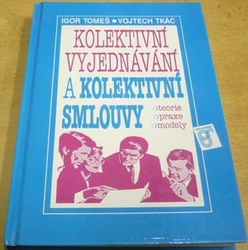 IGOR TOMEŠ • VOJTECH TKÁČ
KOLEKTIVNÍ
VYJEDNÁVÁNÍ
A KOLEKTIVNÍ
SMLOUVY
teorie
praxe
modely